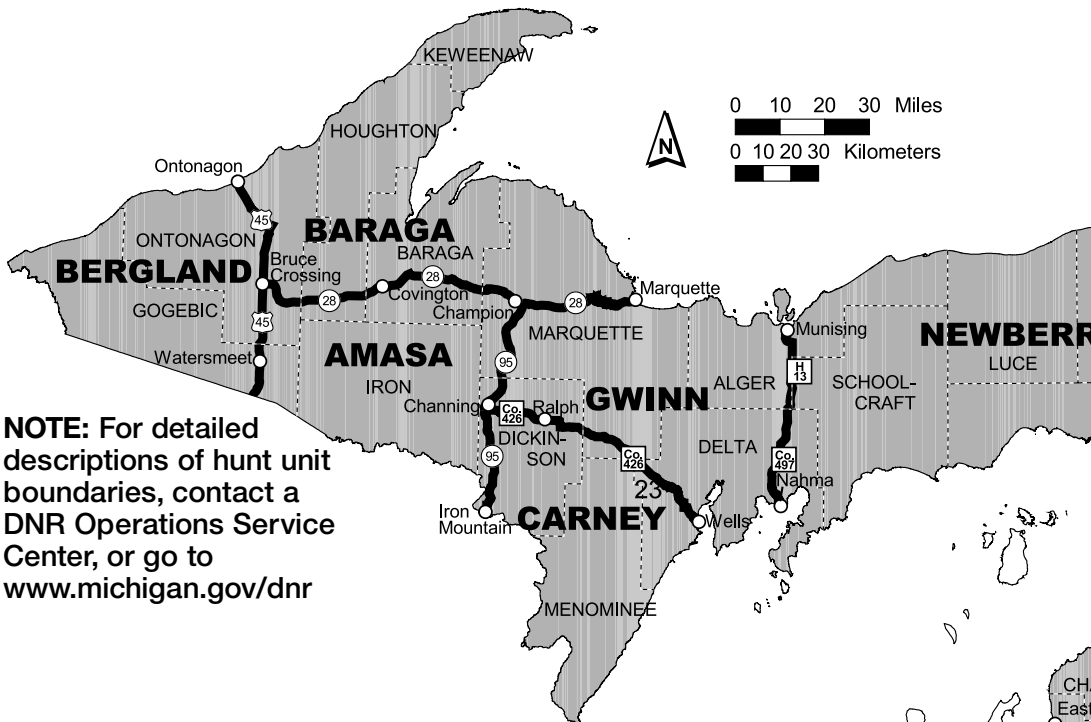 KEWEENAW
0 10 20 30 Miles
0 10 20 30 Kilometers
N
HOUGHTON
Ontonagon
45
ONTONAGON
BARAGA
BARAGA
BERGLAND
Bruce
Crossing
28
Covington
28
Champion
28
Marquette
GOGEBIC
45
MARQUETTE
Munising
NEWBERR
LUCE
Watersmeet
AMASA
IRON
95
H
13
ALGER
SCHOOL-
CRAFT
GWINN
Channing
Co.
426
Ralph
DICKIN-
SON
DELTA
Co.
426
Co.
497
95
23
Nahma
Iron
Mountain
CARNEY
Wells
MENOMINEE
NOTE: For detailed
descriptions of hunt unit
boundaries, contact a
DNR Operations Service
Center, or go to
www.michigan.gov/dnr
CHA
East